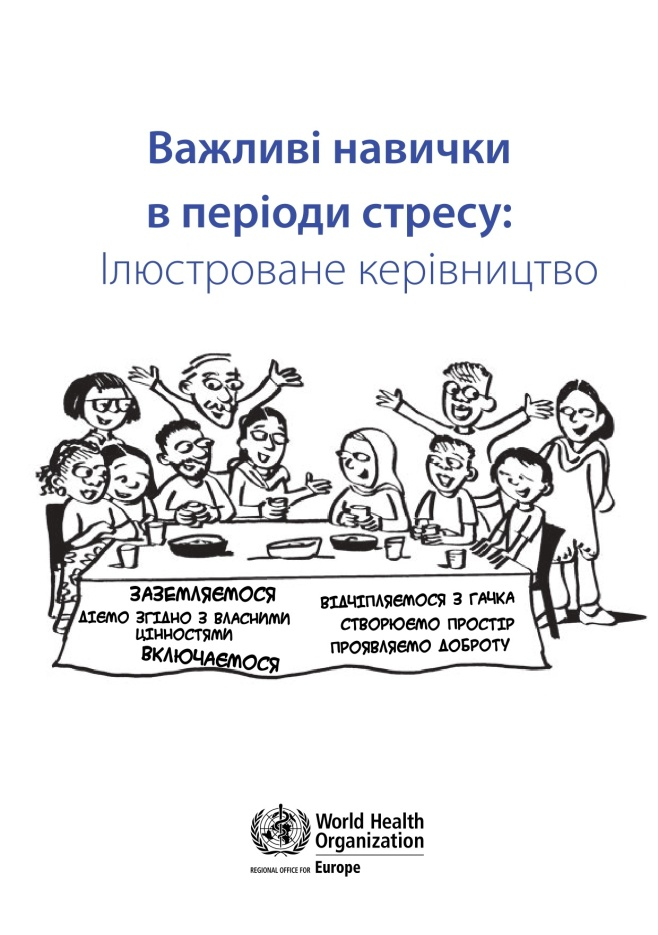 Важливі навички
в періоди стресу:
Ілюстроване керівництво
ЗАЗЕМЛЯЄМОСЯ
ДІЄМО ЗГІДНО З ВЛАСНИМИ
ЦІННОСТЯМИ
ВКЛЮЧАЄМОСЯ
ВІДЧІПЛЯЄМОСЯ З ГАЧКА
СТВОРЮЄМО ПРОСТІР
ПРОЯВЛЯЄМО ДОБРОТУ
World Health
Organization
REGIONAL OFFICE FOR Europe